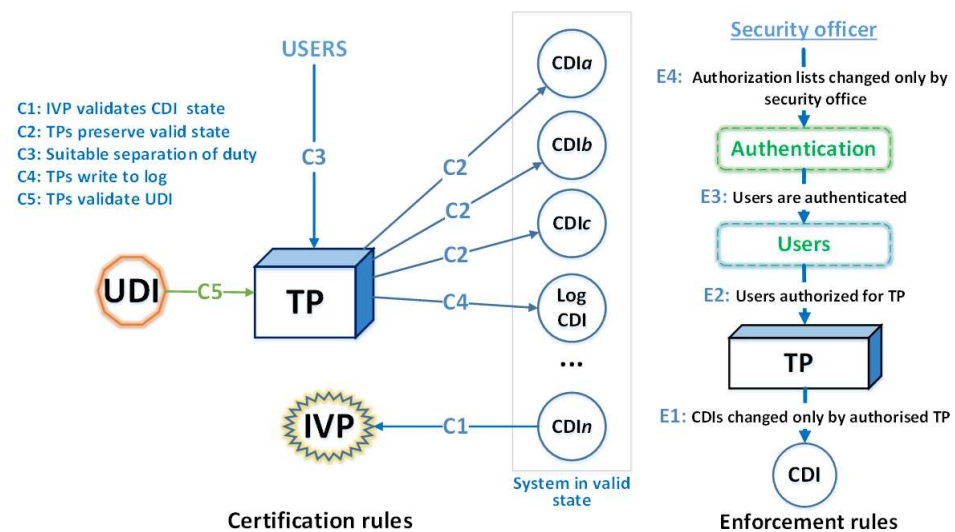 USERS
C1: IVP validates CDI state
C2: TPs preserve valid state
C3: Suitable separation of duty
C4: TPs write to log
C5: TPs validate UDI
C3
UDI
C5
TP
C2
C2
C2
C4
CDIa
CDIb
CDIc
Log
CDI
...
CDIn
C1
IVP
System in valid
state
Certification rules
Security officer
E4: Authorization lists changed only by
security office
Authentication
E3: Users are authenticated
Users
E2: Users authorized for TP
TP
E1: CDIs changed only by authorised TP
CDI
Enforcement rules